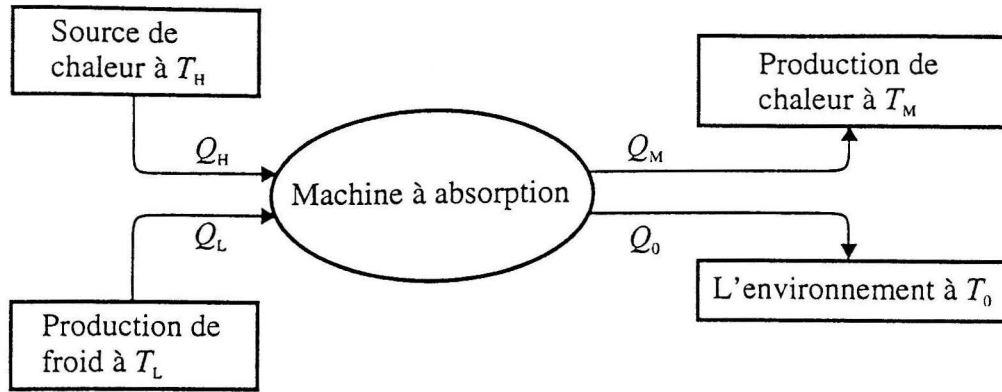 Source de
chaleur à T_H
Q_H
Q_L
Production de
froid à T_L
Machine à absorption
Q_M
Q_0
Production de
chaleur à T_M
L'environnement à T_0